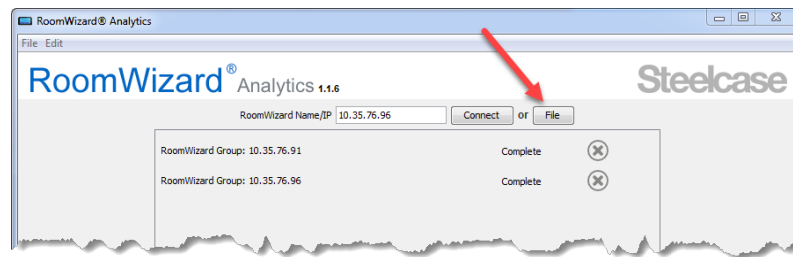 RoomWizard® Analytics
File Edit
RoomWizard® Analytics 1.1.6
Steelcase
RoomWizard Name/IP 10.35.76.96 Connect or File
RoomWizard Group: 10.35.76.91 Complete
RoomWizard Group: 10.35.76.96 Complete